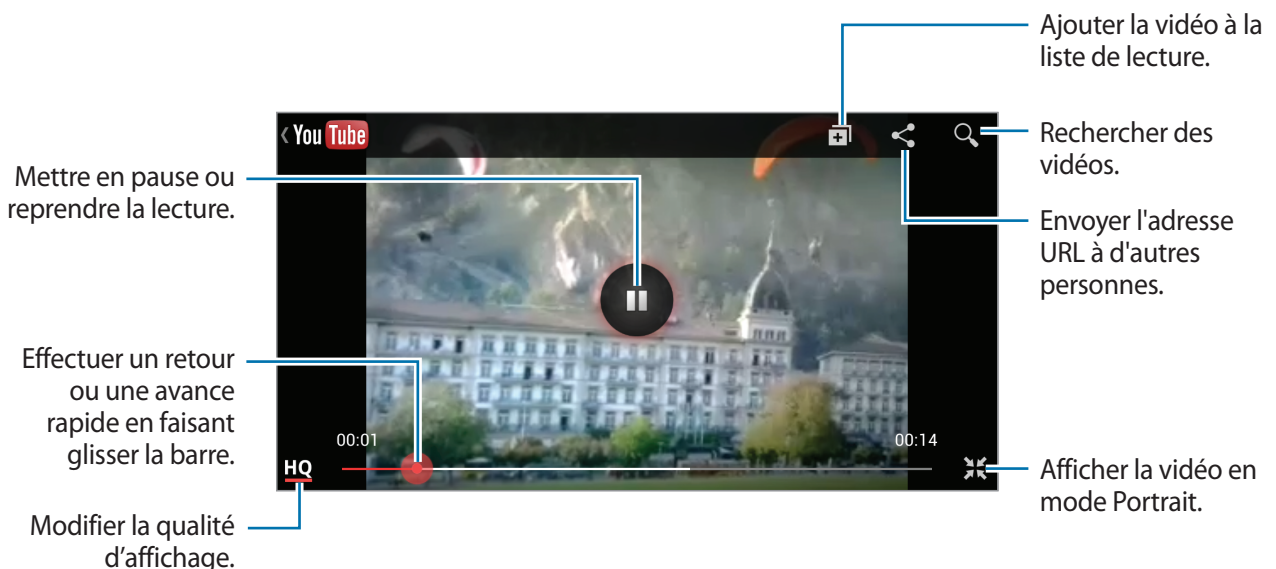 Ajouter la vidéo à la
liste de lecture.
You Tube
Rechercher des
vidéos.
Mettre en pause ou
reprendre la lecture.
Envoyer l'adresse
URL à d'autres
personnes.
Effectuer un retour
ou une avance
rapide en faisant
glisser la barre.
00:01
00:14
HQ
Afficher la vidéo en
mode Portrait.
Modifier la qualité
d’affichage.